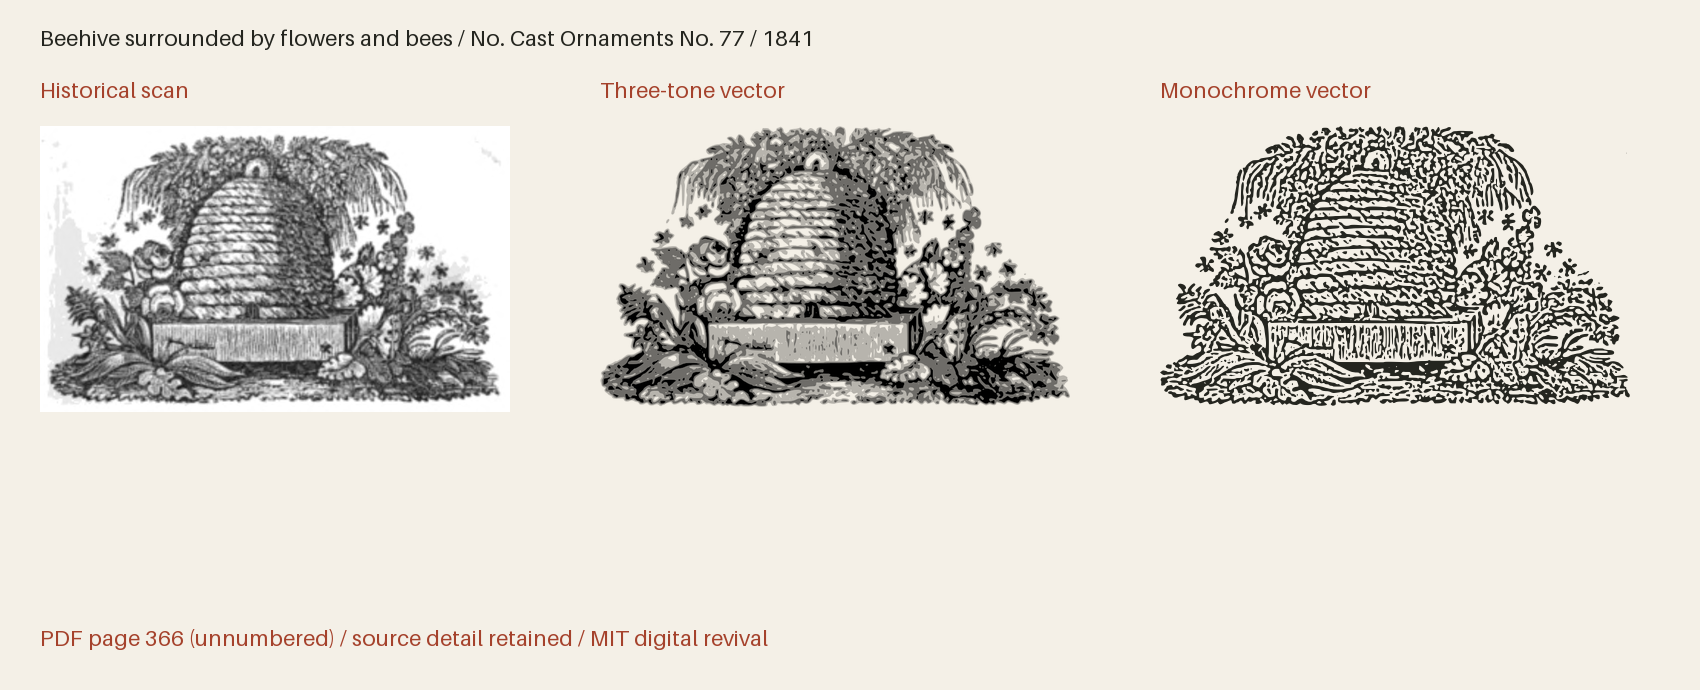 Beehive surrounded by flowers and bees / No. Cast Ornaments No. 77 / 1841
Historical scan
Three-tone vector
Monochrome vector
PDF page 366 (unnumbered) / source detail retained / MIT digital revival